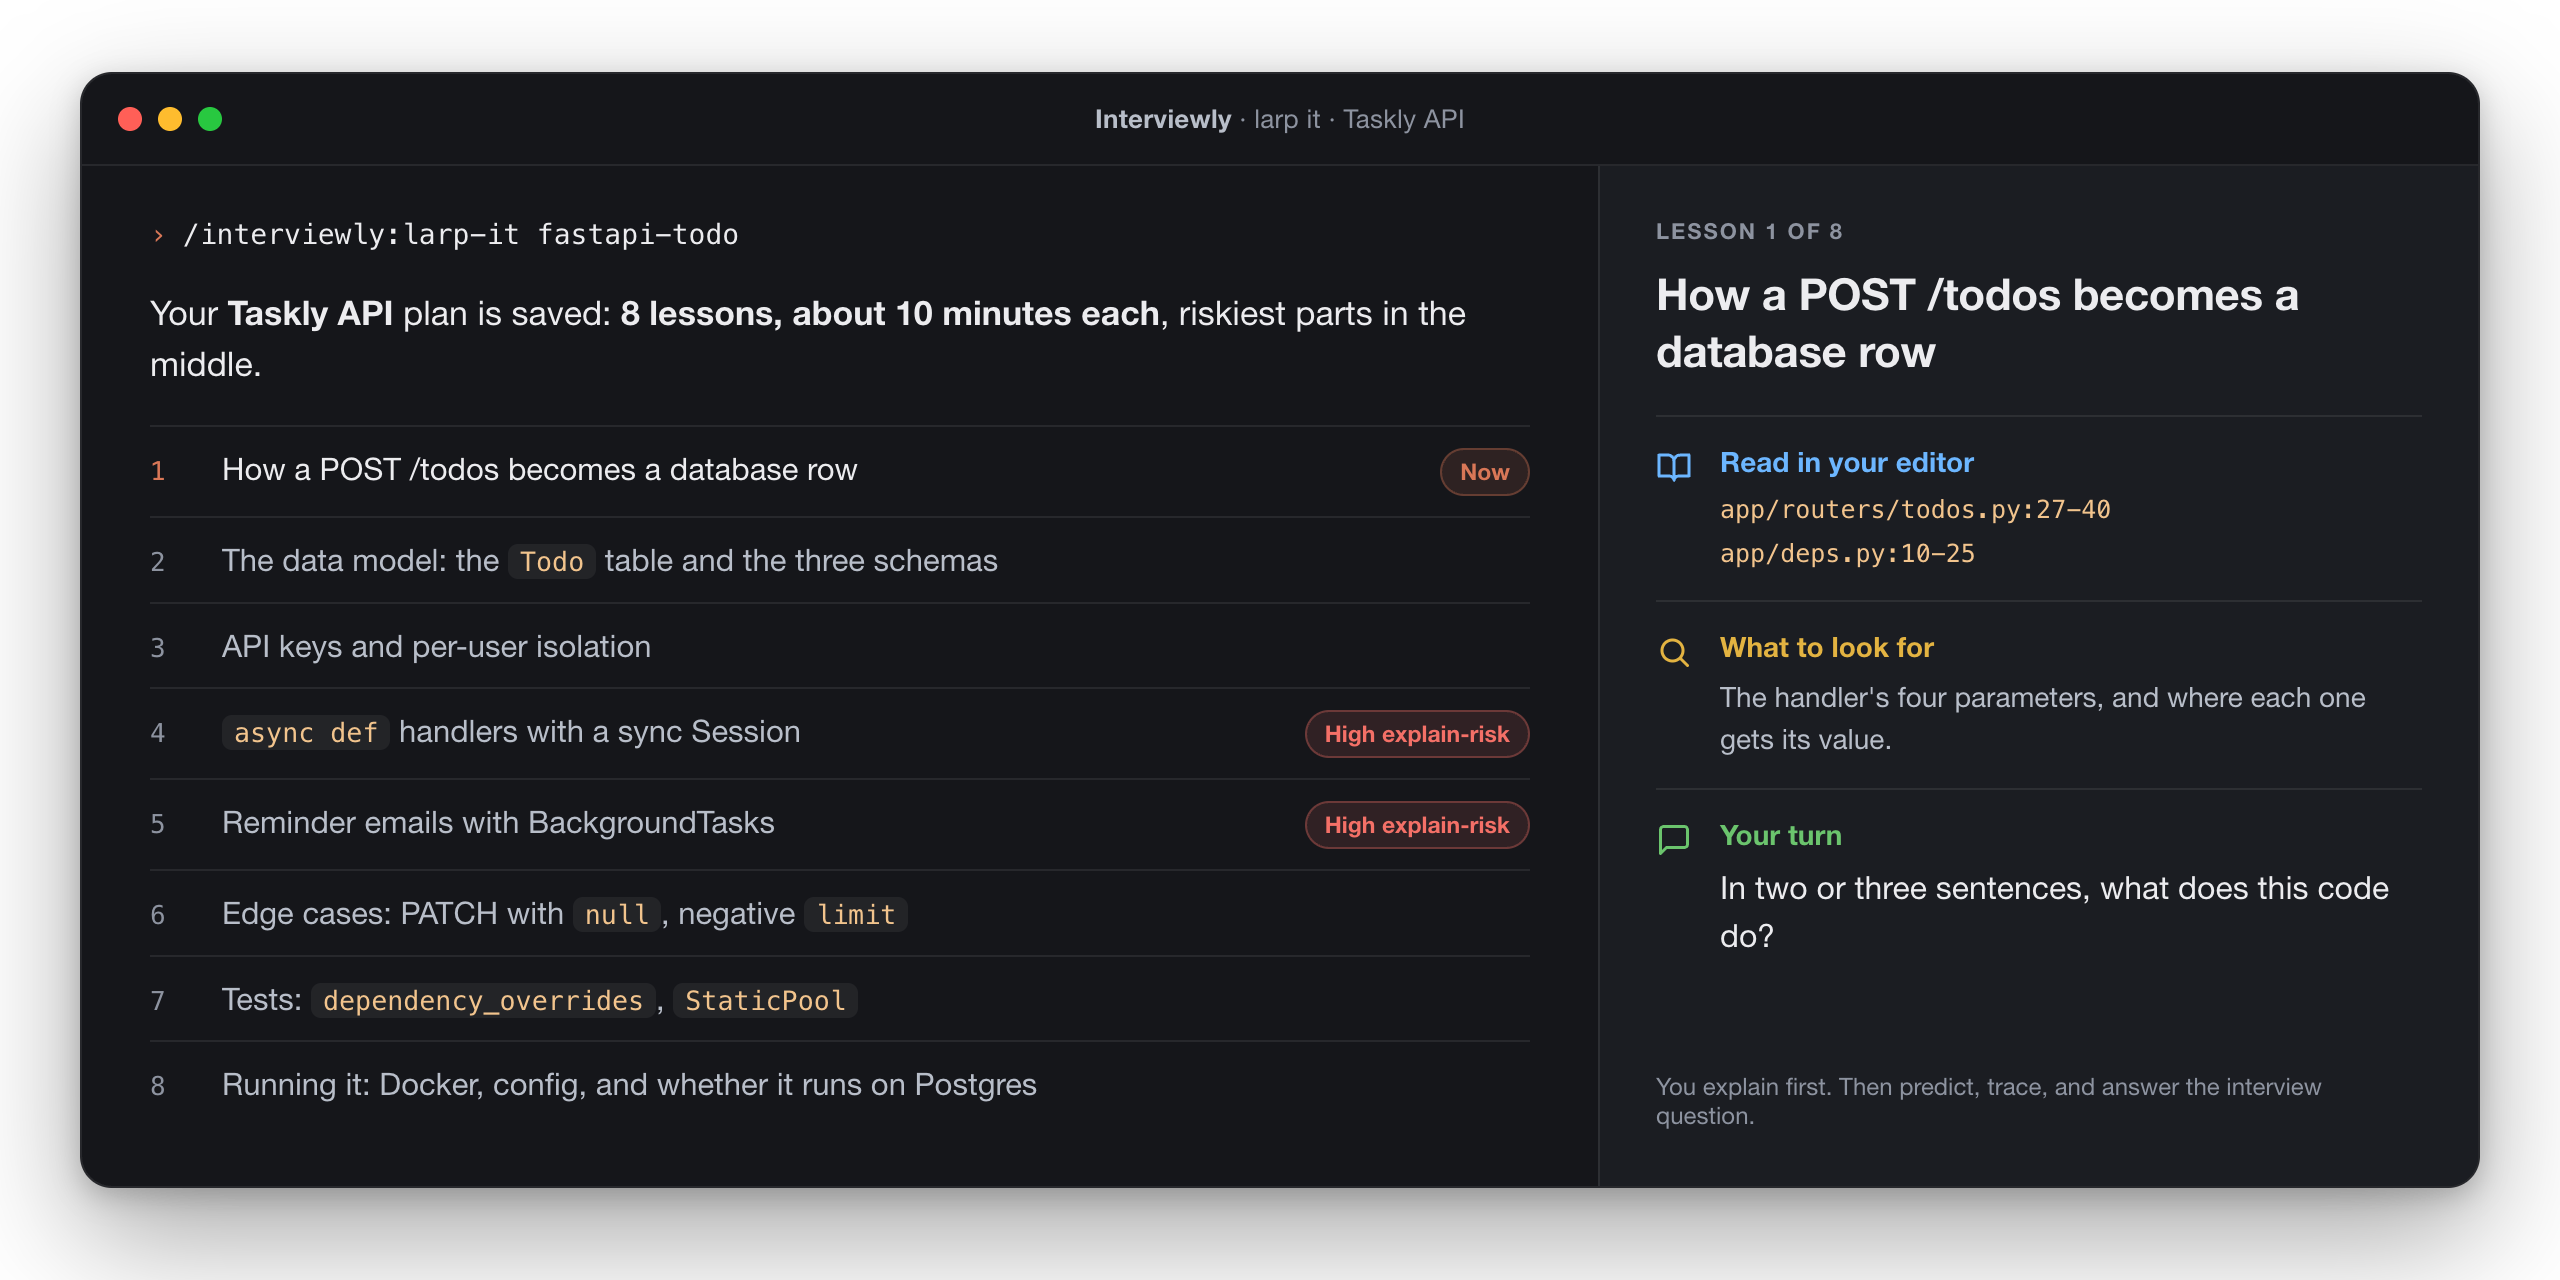 Interviewly · larp it · Taskly API
› /interviewly:larp-it fastapi-todo
Your Taskly API plan is saved: 8 lessons, about 10 minutes each, riskiest parts in the
middle.
1 How a POST /todos becomes a database row Now
2 The data model: the Todo table and the three schemas
3 API keys and per-user isolation
4 async def handlers with a sync Session High explain-risk
5 Reminder emails with BackgroundTasks High explain-risk
6 Edge cases: PATCH with null, negative limit
7 Tests: dependency_overrides, StaticPool
8 Running it: Docker, config, and whether it runs on Postgres
LESSON 1 OF 8
How a POST /todos becomes a
database row
Read in your editor
app/routers/todos.py:27–40
app/deps.py:10–25
What to look for
The handler's four parameters, and where each one
gets its value.
Your turn
In two or three sentences, what does this code
do?
You explain first. Then predict, trace, and answer the interview
question.